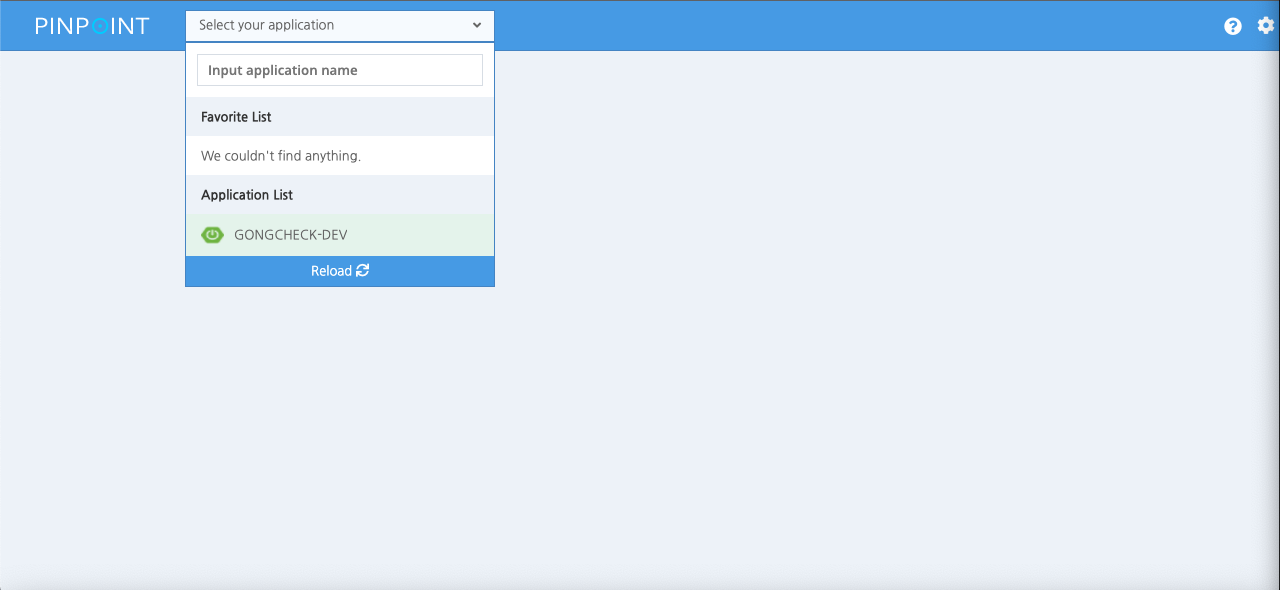 PINPOINT
Select your application
Input application name
Favorite List
We couldn't find anything.
Application List
GONGCHECK-DEV
Reload